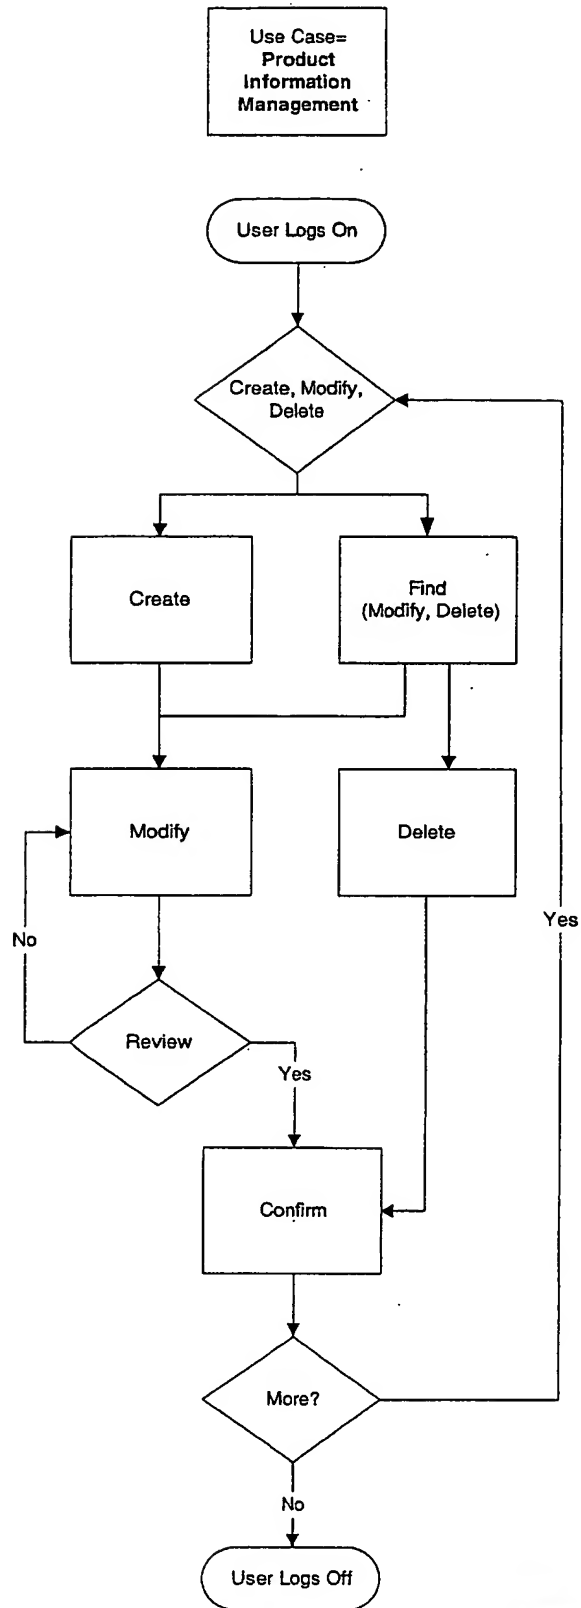 Use Case=
Product
Information
Management
User Logs On
Create, Modify,
Delete
Create
Find
(Modify, Delete)
Modify
Delete
No
Yes
Review
Yes
Confirm
More?
No
User Logs Off